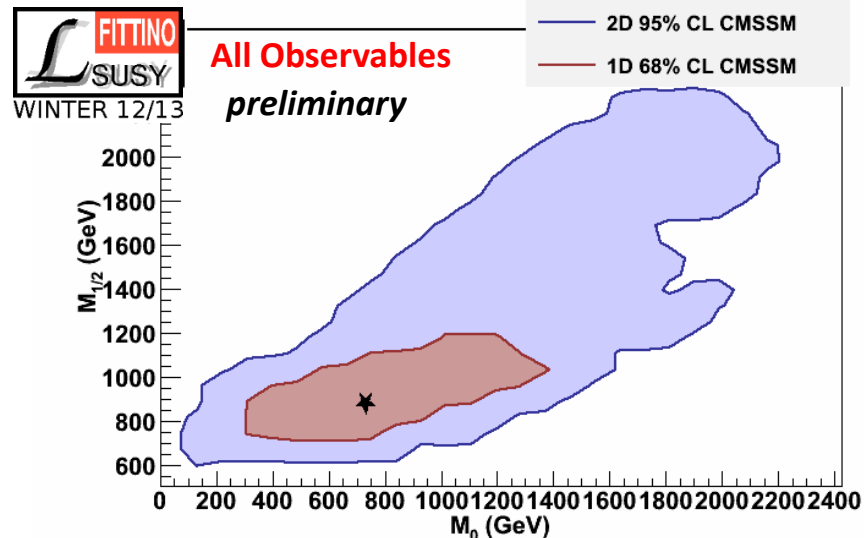 FITTINO
L SUSY
WINTER 12/13
All Observables
preliminary
2D 95% CL CMSSM
1D 68% CL CMSSM
M1/2 (GeV)
2000
1800
1600
1400
1200
1000
800
600
0 200 400 600 800 1000 1200 1400 1600 1800 2000 2200 2400
M0 (GeV)